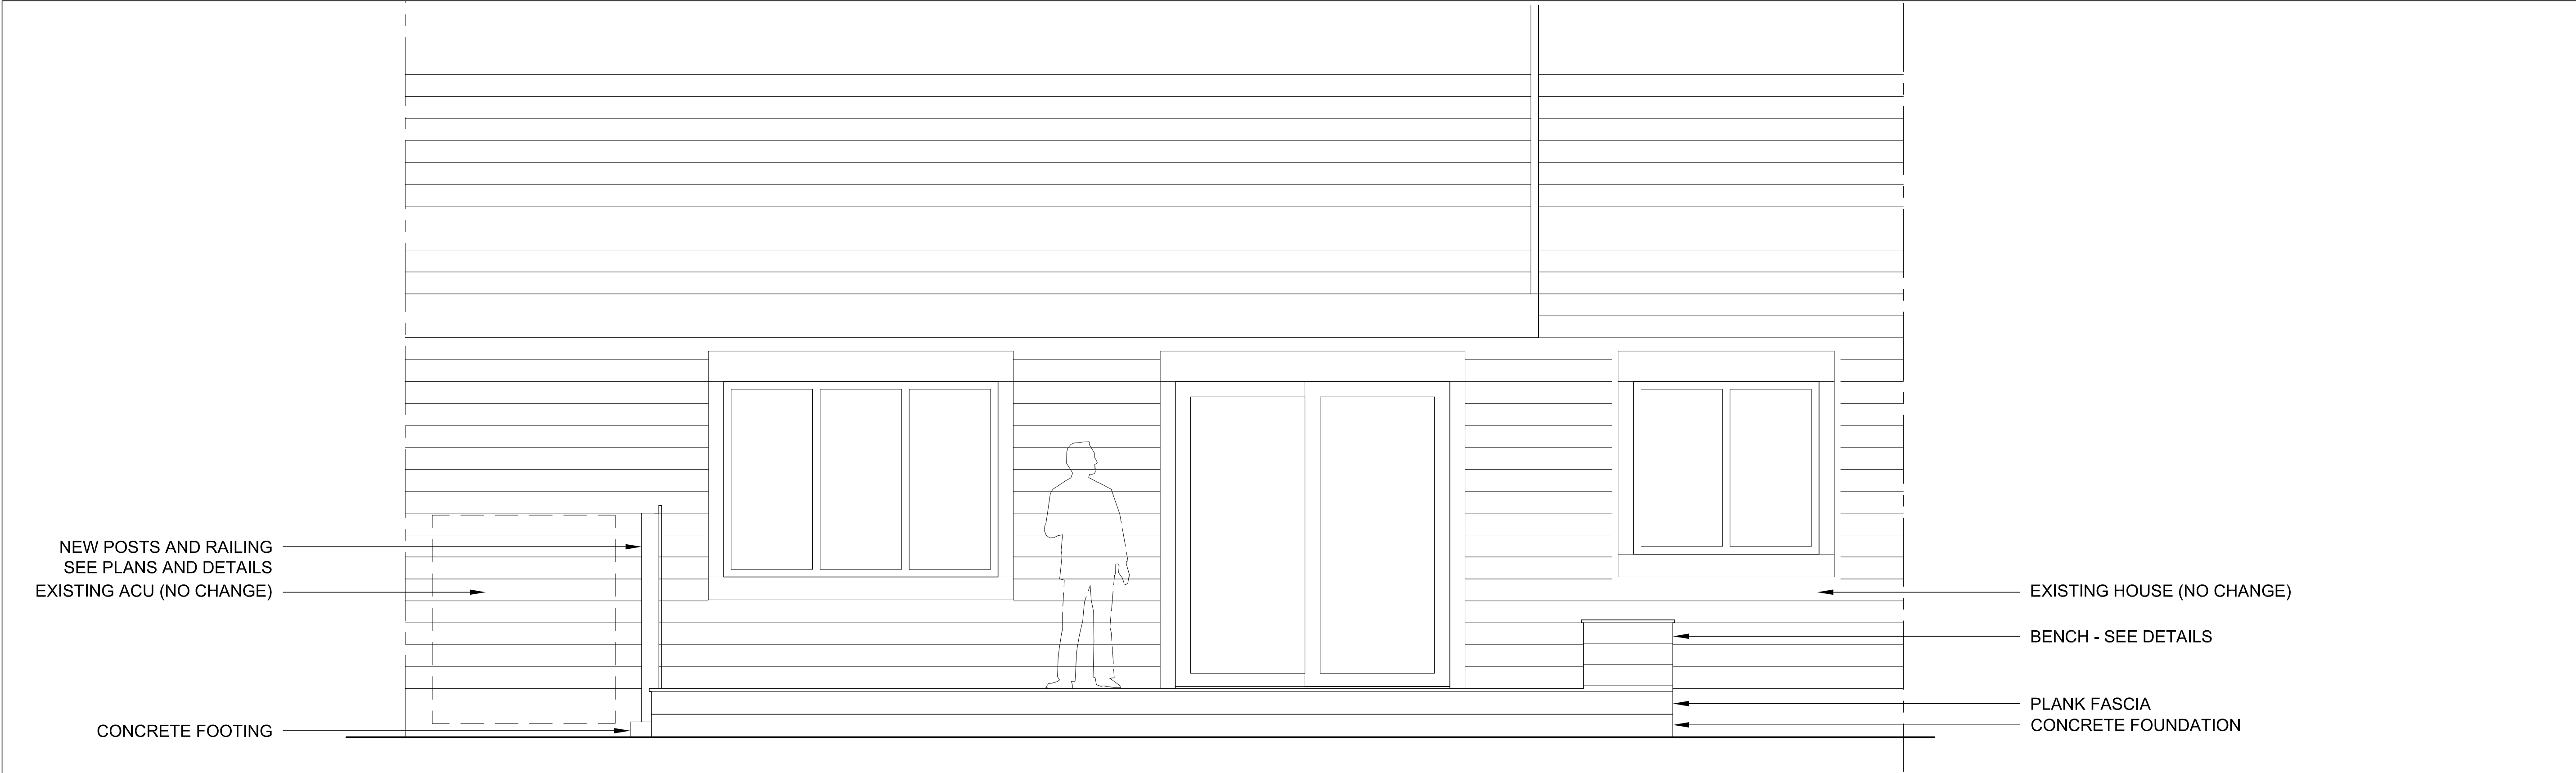 NEW POSTS AND RAILING
SEE PLANS AND DETAILS
EXISTING ACU (NO CHANGE)
CONCRETE FOOTING
EXISTING HOUSE (NO CHANGE)
BENCH - SEE DETAILS
PLANK FASCIA
CONCRETE FOUNDATION